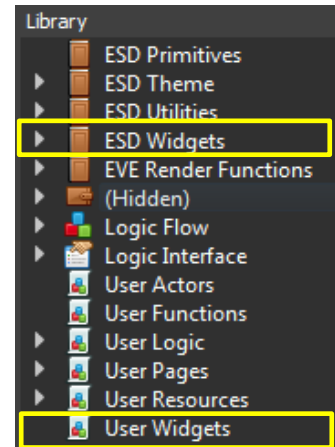 Library
ESD Primitives
ESD Theme
ESD Utilities
ESD Widgets
EVE Render Functions
(Hidden)
Logic Flow
Logic Interface
User Actors
User Functions
User Logic
User Pages
User Resources
User Widgets